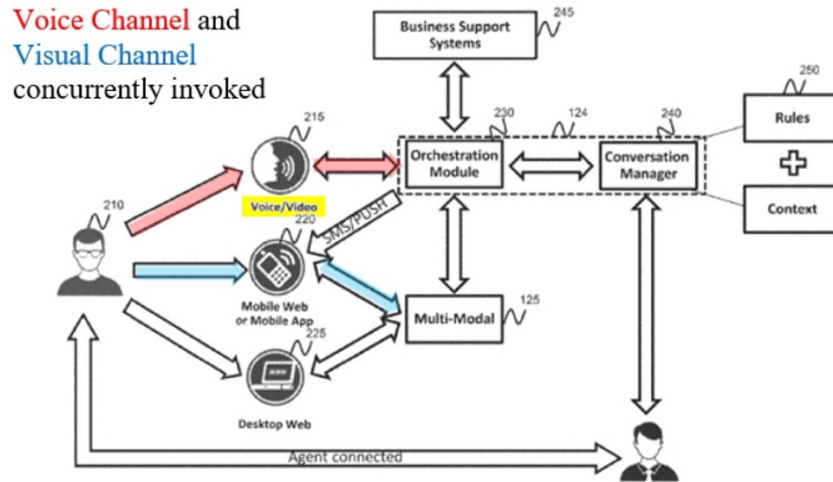 Voice Channel and
Visual Channel
concurrently invoked
Business Support
Systems
245
215
230
124
240
250
Rules
Orchestration
Module
Conversation
Manager
Voice/Video
Context
210
220
SMS/PUSH
Mobile Web
or Mobile App
Multi-Modal
125
225
Desktop Web
Agent connected